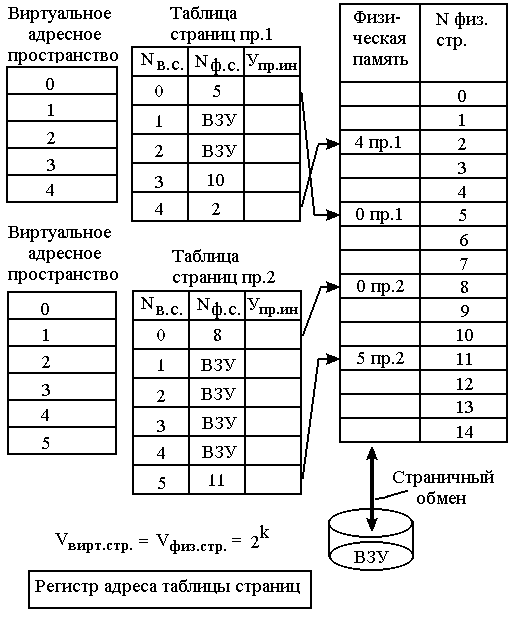 Виртуальное
адресное
пространство
0
1
2
3
4
Таблица
страниц пр.1
Nв.с. Nф.с. Упр.ин
0 5
1 ВЗУ
2 ВЗУ
3 10
4 2
Виртуальное
адресное
пространство
0
1
2
3
4
5
Таблица
страниц пр.2
Nв.с. Nф.с. Упр.ин
0 8
1 ВЗУ
2 ВЗУ
3 ВЗУ
4 ВЗУ
5 11
Физи-
ческая
память
N физ.
стр.
0
1
4 пр.1 2
3
4
0 пр.1 5
6
7
0 пр.2 8
9
10
5 пр.2 11
12
13
14
Страничный
обмен
ВЗУ
Vвирт.стр. = Vфиз.стр. = 2^k
Регистр адреса таблицы страниц